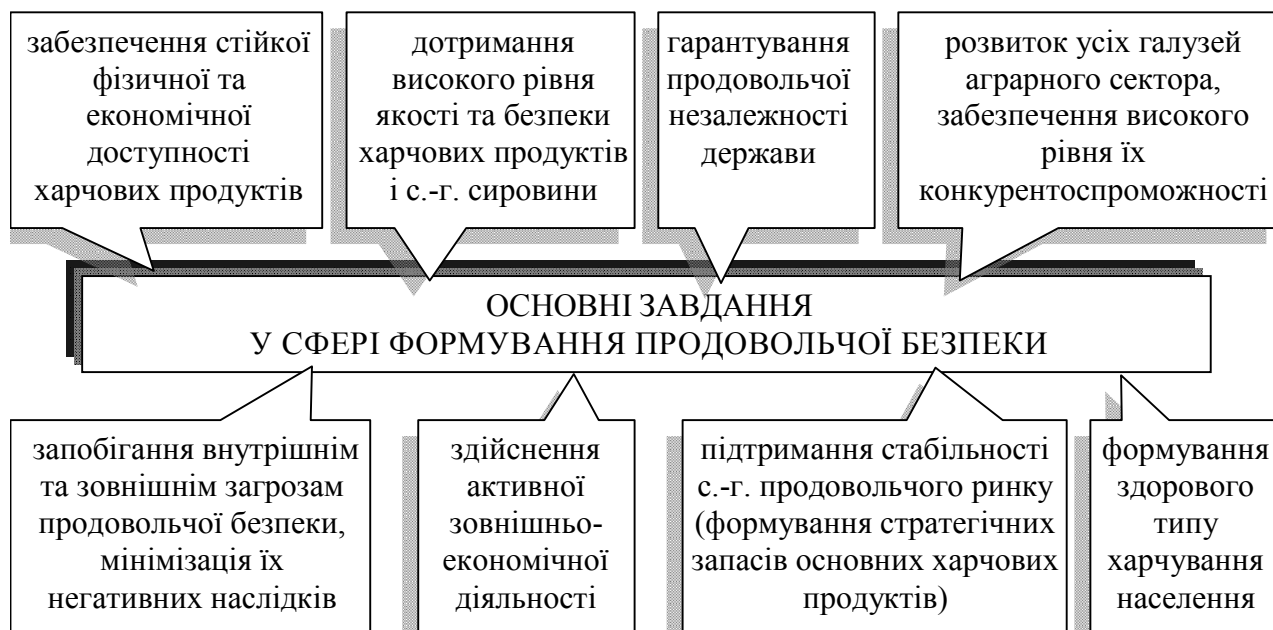 забезпечення стійкої
фізичної та
економічної
доступності
харчових продуктів
дотримання
високого рівня
якості та безпеки
харчових продуктів
і с.-г. сировини
гарантування
продовольчої
незалежності
держави
розвиток усіх галузей
аграрного сектора,
забезпечення високого
рівня їх
конкурентоспроможності
ОСНОВНІ ЗАВДАННЯ
У СФЕРІ ФОРМУВАННЯ ПРОДОВОЛЬЧОЇ БЕЗПЕКИ
запобігання внутрішнім
та зовнішнім загрозам
продовольчої безпеки,
мінімізація їх
негативних наслідків
здійснення
активної
зовнішньо-
економічної
діяльності
підтримання стабільності
с.-г. продовольчого ринку
(формування стратегічних
запасів основних харчових
продуктів)
формування
здорового
типу
харчування
населення